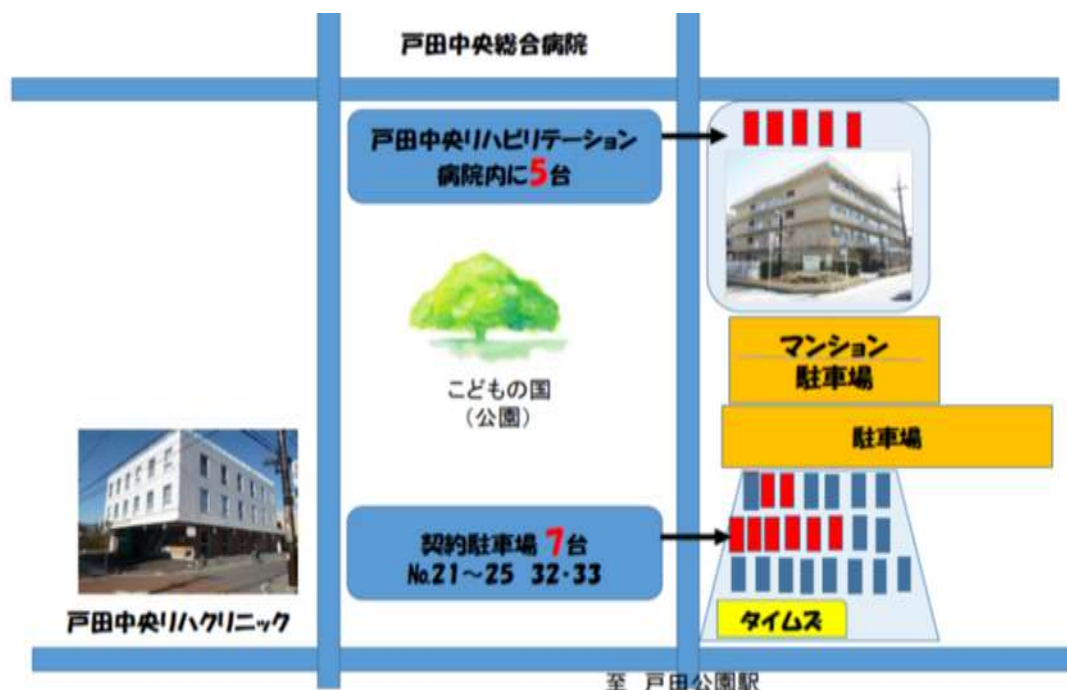 戸田中央総合病院
戸田中央リハビリテーション
病院内に5台
マンション
駐車場
こどもの国
(公園)
駐車場
契約駐車場 7台
No.21～25 32・33
戸田中央リハクリニック
タイムズ
至 戸田公園駅